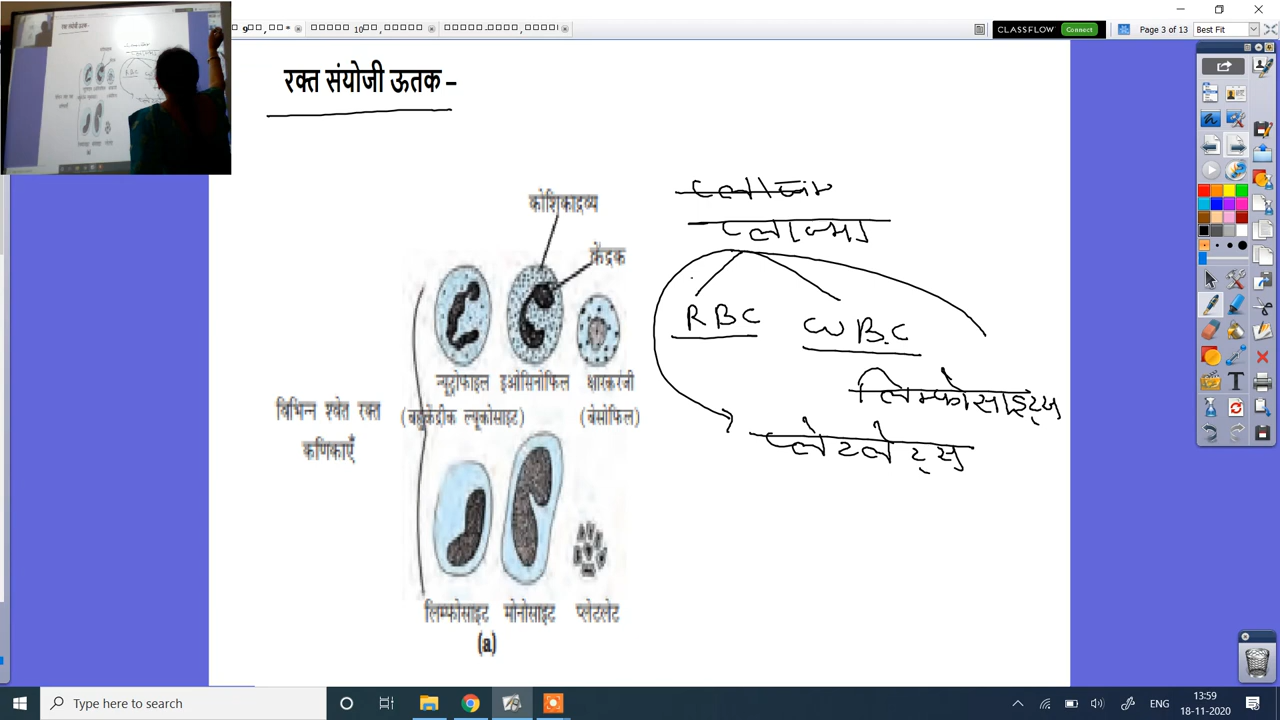 CLASSFLOW
Connect
Page 3 of 13
Best Fit
रक्त संयोजी ऊतक –
कोशिकाद्रव्य
केंद्रक
प्लाज्मा
RBC
W B.C
लिम्फोसाइट्स
प्लेटलेट्स
न्यूट्रोफाइल
इओसिनोफिल
क्षारकरंजी
(बहुकेंद्रीक ल्यूकोसाइट)
(बेसोफिल)
विभिन्न श्वेत रक्त
कणिकाएँ
लिम्फोसाइट
मोनोसाइट
प्लेटलेट
(a)
Type here to search
ENG
13:59
18-11-2020